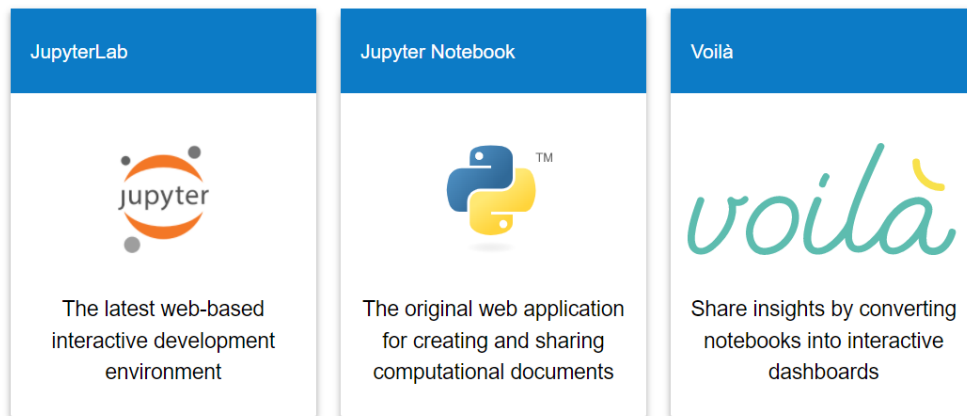 JupyterLab
jupyter
The latest web-based
interactive development
environment
Jupyter Notebook
TM
The original web application
for creating and sharing
computational documents
Voilà
voilà
Share insights by converting
notebooks into interactive
dashboards